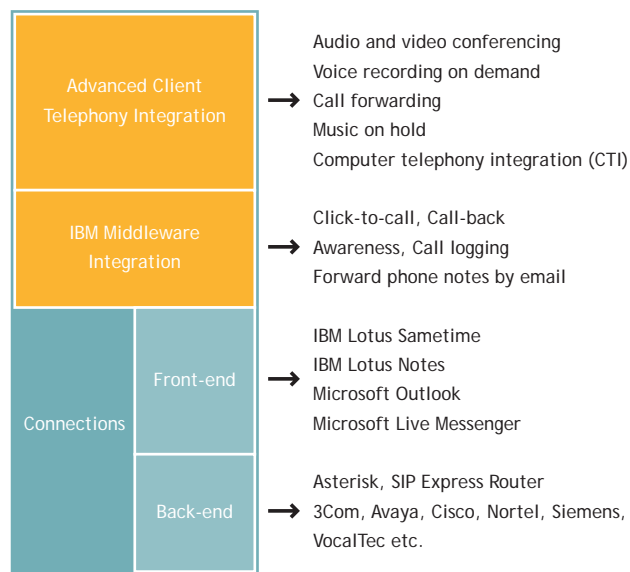 Advanced Client
Telephony Integration
Audio and video conferencing
Voice recording on demand
Call forwarding
Music on hold
Computer telephony integration (CTI)
IBM Middleware
Integration
Click-to-call, Call-back
Awareness, Call logging
Forward phone notes by email
Connections
Front-end
IBM Lotus Sametime
IBM Lotus Notes
Microsoft Outlook
Microsoft Live Messenger
Back-end
Asterisk, SIP Express Router
3Com, Avaya, Cisco, Nortel, Siemens,
VocalTec etc.